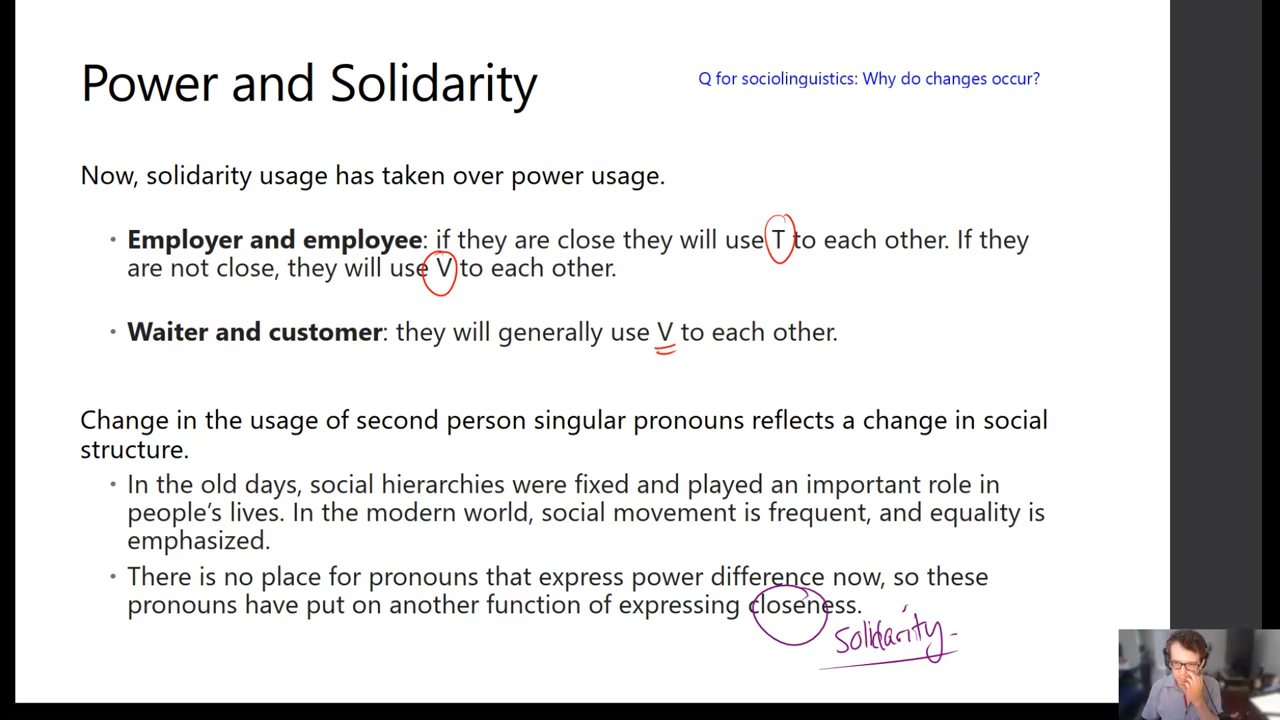 Power and Solidarity
Q for sociolinguistics: Why do changes occur?
Now, solidarity usage has taken over power usage.
• Employer and employee: if they are close they will use T to each other. If they
are not close, they will use V to each other.
• Waiter and customer: they will generally use V to each other.
Change in the usage of second person singular pronouns reflects a change in social
structure.
• In the old days, social hierarchies were fixed and played an important role in
people’s lives. In the modern world, social movement is frequent, and equality is
emphasized.
• There is no place for pronouns that express power difference now, so these
pronouns have put on another function of expressing closeness.
Solidarity